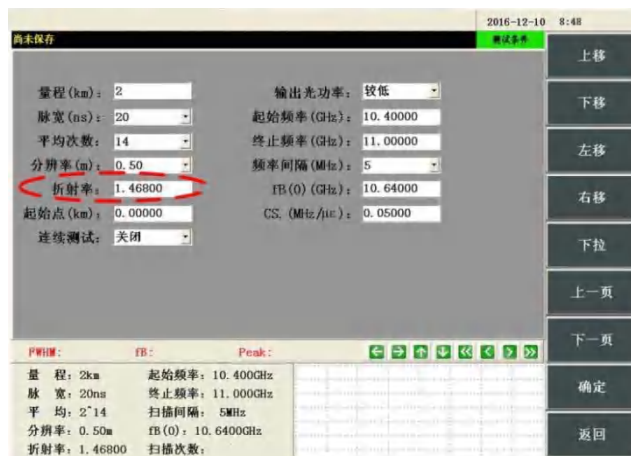 2016-12-10 8:48
尚未保存 测试条件
量程(km): 2 输出光功率: 较低
脉宽(ns): 20 起始频率(GHz): 10.40000
平均次数: 14 终止频率(GHz): 11.00000
分辨率(m): 0.50 频率间隔(MHz): 5
折射率: 1.46800 fB(0)(GHz): 10.64000
起始点(km): 0.00000 CS.(MHz/με): 0.05000
连续测试: 关闭
FWHM: fB: Peak:
量 程: 2km 起始频率: 10.400GHz
脉 宽: 20ns 终止频率: 11.000GHz
平 均: 2^14 扫描间隔: 5MHz
分辨率: 0.50m fB(0): 10.6400GHz
折射率: 1.46800 扫描次数:
上移
下移
左移
右移
下拉
上一页
下一页
确定
返回